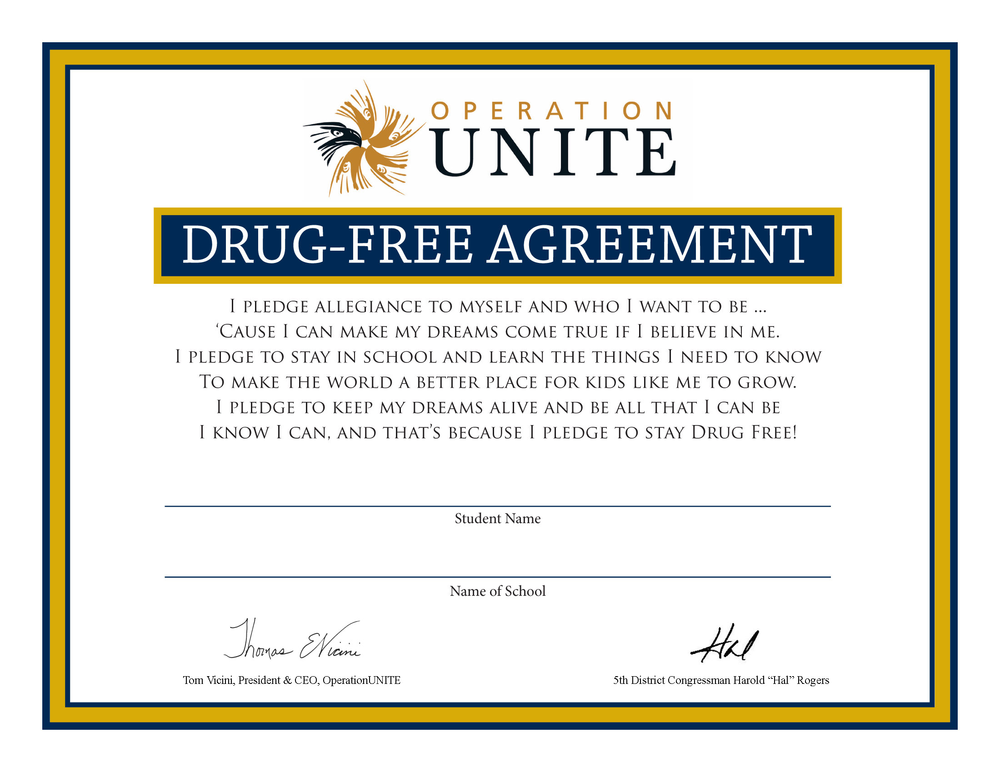 OPERATION
UNITE
DRUG-FREE AGREEMENT
I pledge allegiance to myself and who I want to be ...
‘Cause I can make my dreams come true if I believe in me.
I pledge to stay in school and learn the things I need to know
To make the world a better place for kids like me to grow.
I pledge to keep my dreams alive and be all that I can be
I know I can, and that’s because I pledge to stay Drug Free!
Student Name
Name of School
Thomas E Vicini
Hal
Tom Vicini, President & CEO, OperationUNITE
5th District Congressman Harold “Hal” Rogers